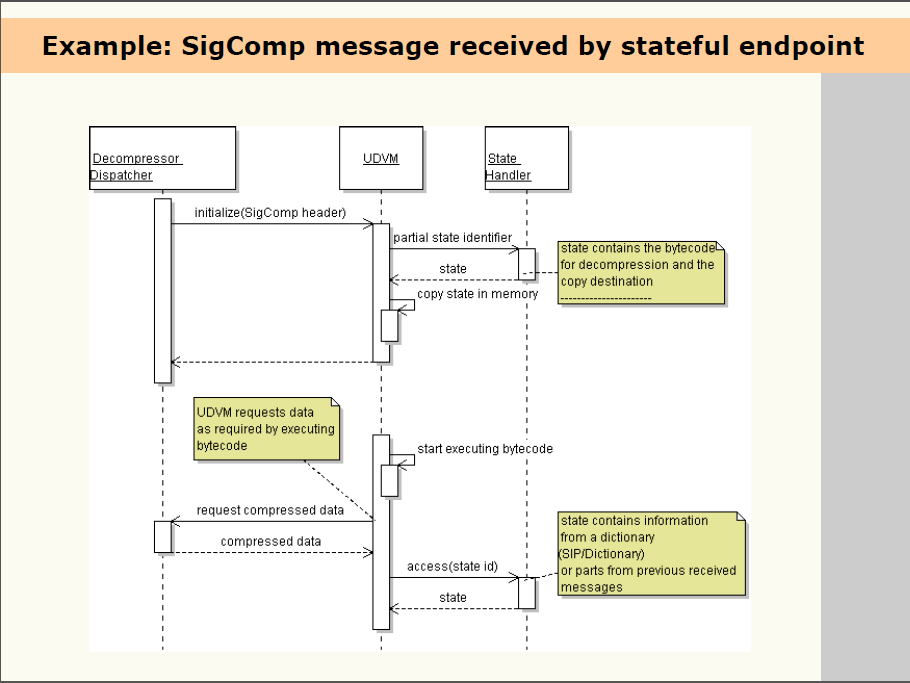 Example: SigComp message received by stateful endpoint
Decompressor
Dispatcher
UDVM
State
Handler
initialize(SigComp header)
partial state identifier
state
state contains the bytecode
for decompression and the
copy destination
----------------------
copy state in memory
UDVM requests data
as required by executing
bytecode
start executing bytecode
request compressed data
compressed data
state contains information
from a dictionary
(SIP/Dictionary)
or parts from previous received
messages
access(state id)
state